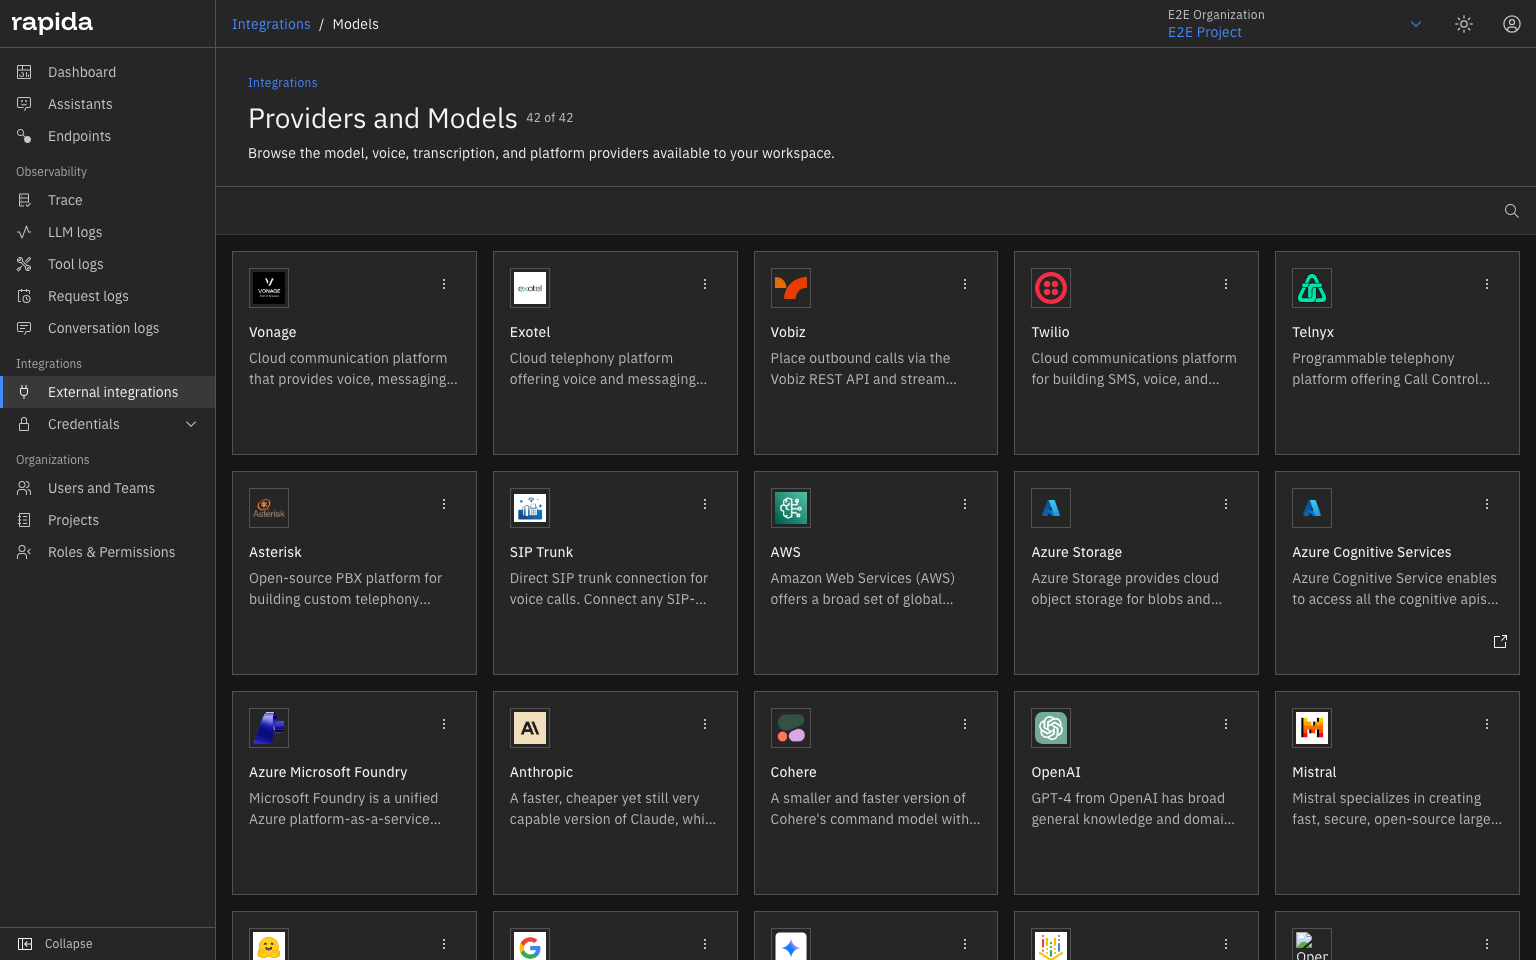 rapida
Integrations / Models
E2E Organization
E2E Project
Dashboard
Assistants
Endpoints
Observability
Trace
LLM logs
Tool logs
Request logs
Conversation logs
Integrations
External integrations
Credentials
Organizations
Users and Teams
Projects
Roles & Permissions
Collapse
Integrations
Providers and Models 42 of 42
Browse the model, voice, transcription, and platform providers available to your workspace.
VONAGE
Vonage
Cloud communication platform
that provides voice, messaging...
exotel
Exotel
Cloud telephony platform
offering voice and messaging...
Vobiz
Place outbound calls via the
Vobiz REST API and stream...
Twilio
Cloud communications platform
for building SMS, voice, and...
Telnyx
Programmable telephony
platform offering Call Control...
Asterisk
Asterisk
Open-source PBX platform for
building custom telephony...
SIP Trunk
Direct SIP trunk connection for
voice calls. Connect any SIP-...
AWS
Amazon Web Services (AWS)
offers a broad set of global...
Azure Storage
Azure Storage provides cloud
object storage for blobs and...
Azure Cognitive Services
Azure Cognitive Service enables
to access all the cognitive apis...
Azure Microsoft Foundry
Microsoft Foundry is a unified
Azure platform-as-a-service...
AI
Anthropic
A faster, cheaper yet still very
capable version of Claude, whi...
Cohere
A smaller and faster version of
Cohere's command model with...
OpenAI
GPT-4 from OpenAI has broad
general knowledge and domai...
Mistral
Mistral specializes in creating
fast, secure, open-source large...
Oper